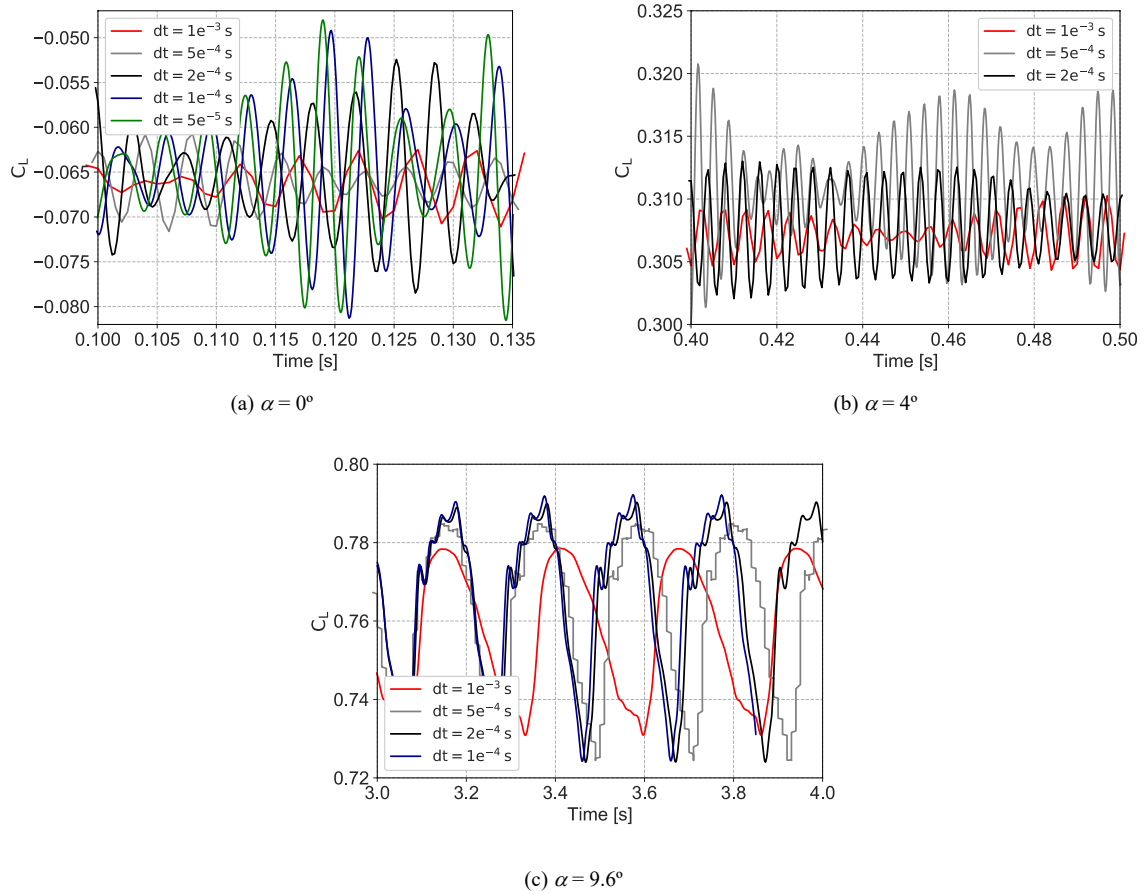 dt = 1e⁻³ s
dt = 5e⁻⁴ s
dt = 2e⁻⁴ s
dt = 1e⁻⁴ s
dt = 5e⁻⁵ s
−0.050
−0.055
−0.060
−0.065
−0.070
−0.075
−0.080
C_L
0.100 0.105 0.110 0.115 0.120 0.125 0.130 0.135
Time [s]
(a) α = 0º
dt = 1e⁻³ s
dt = 5e⁻⁴ s
dt = 2e⁻⁴ s
0.325
0.320
0.315
0.310
0.305
0.300
C_L
0.40 0.42 0.44 0.46 0.48 0.50
Time [s]
(b) α = 4º
0.80
0.78
0.76
0.74
0.72
C_L
dt = 1e⁻³ s
dt = 5e⁻⁴ s
dt = 2e⁻⁴ s
dt = 1e⁻⁴ s
3.0 3.2 3.4 3.6 3.8 4.0
Time [s]
(c) α = 9.6º